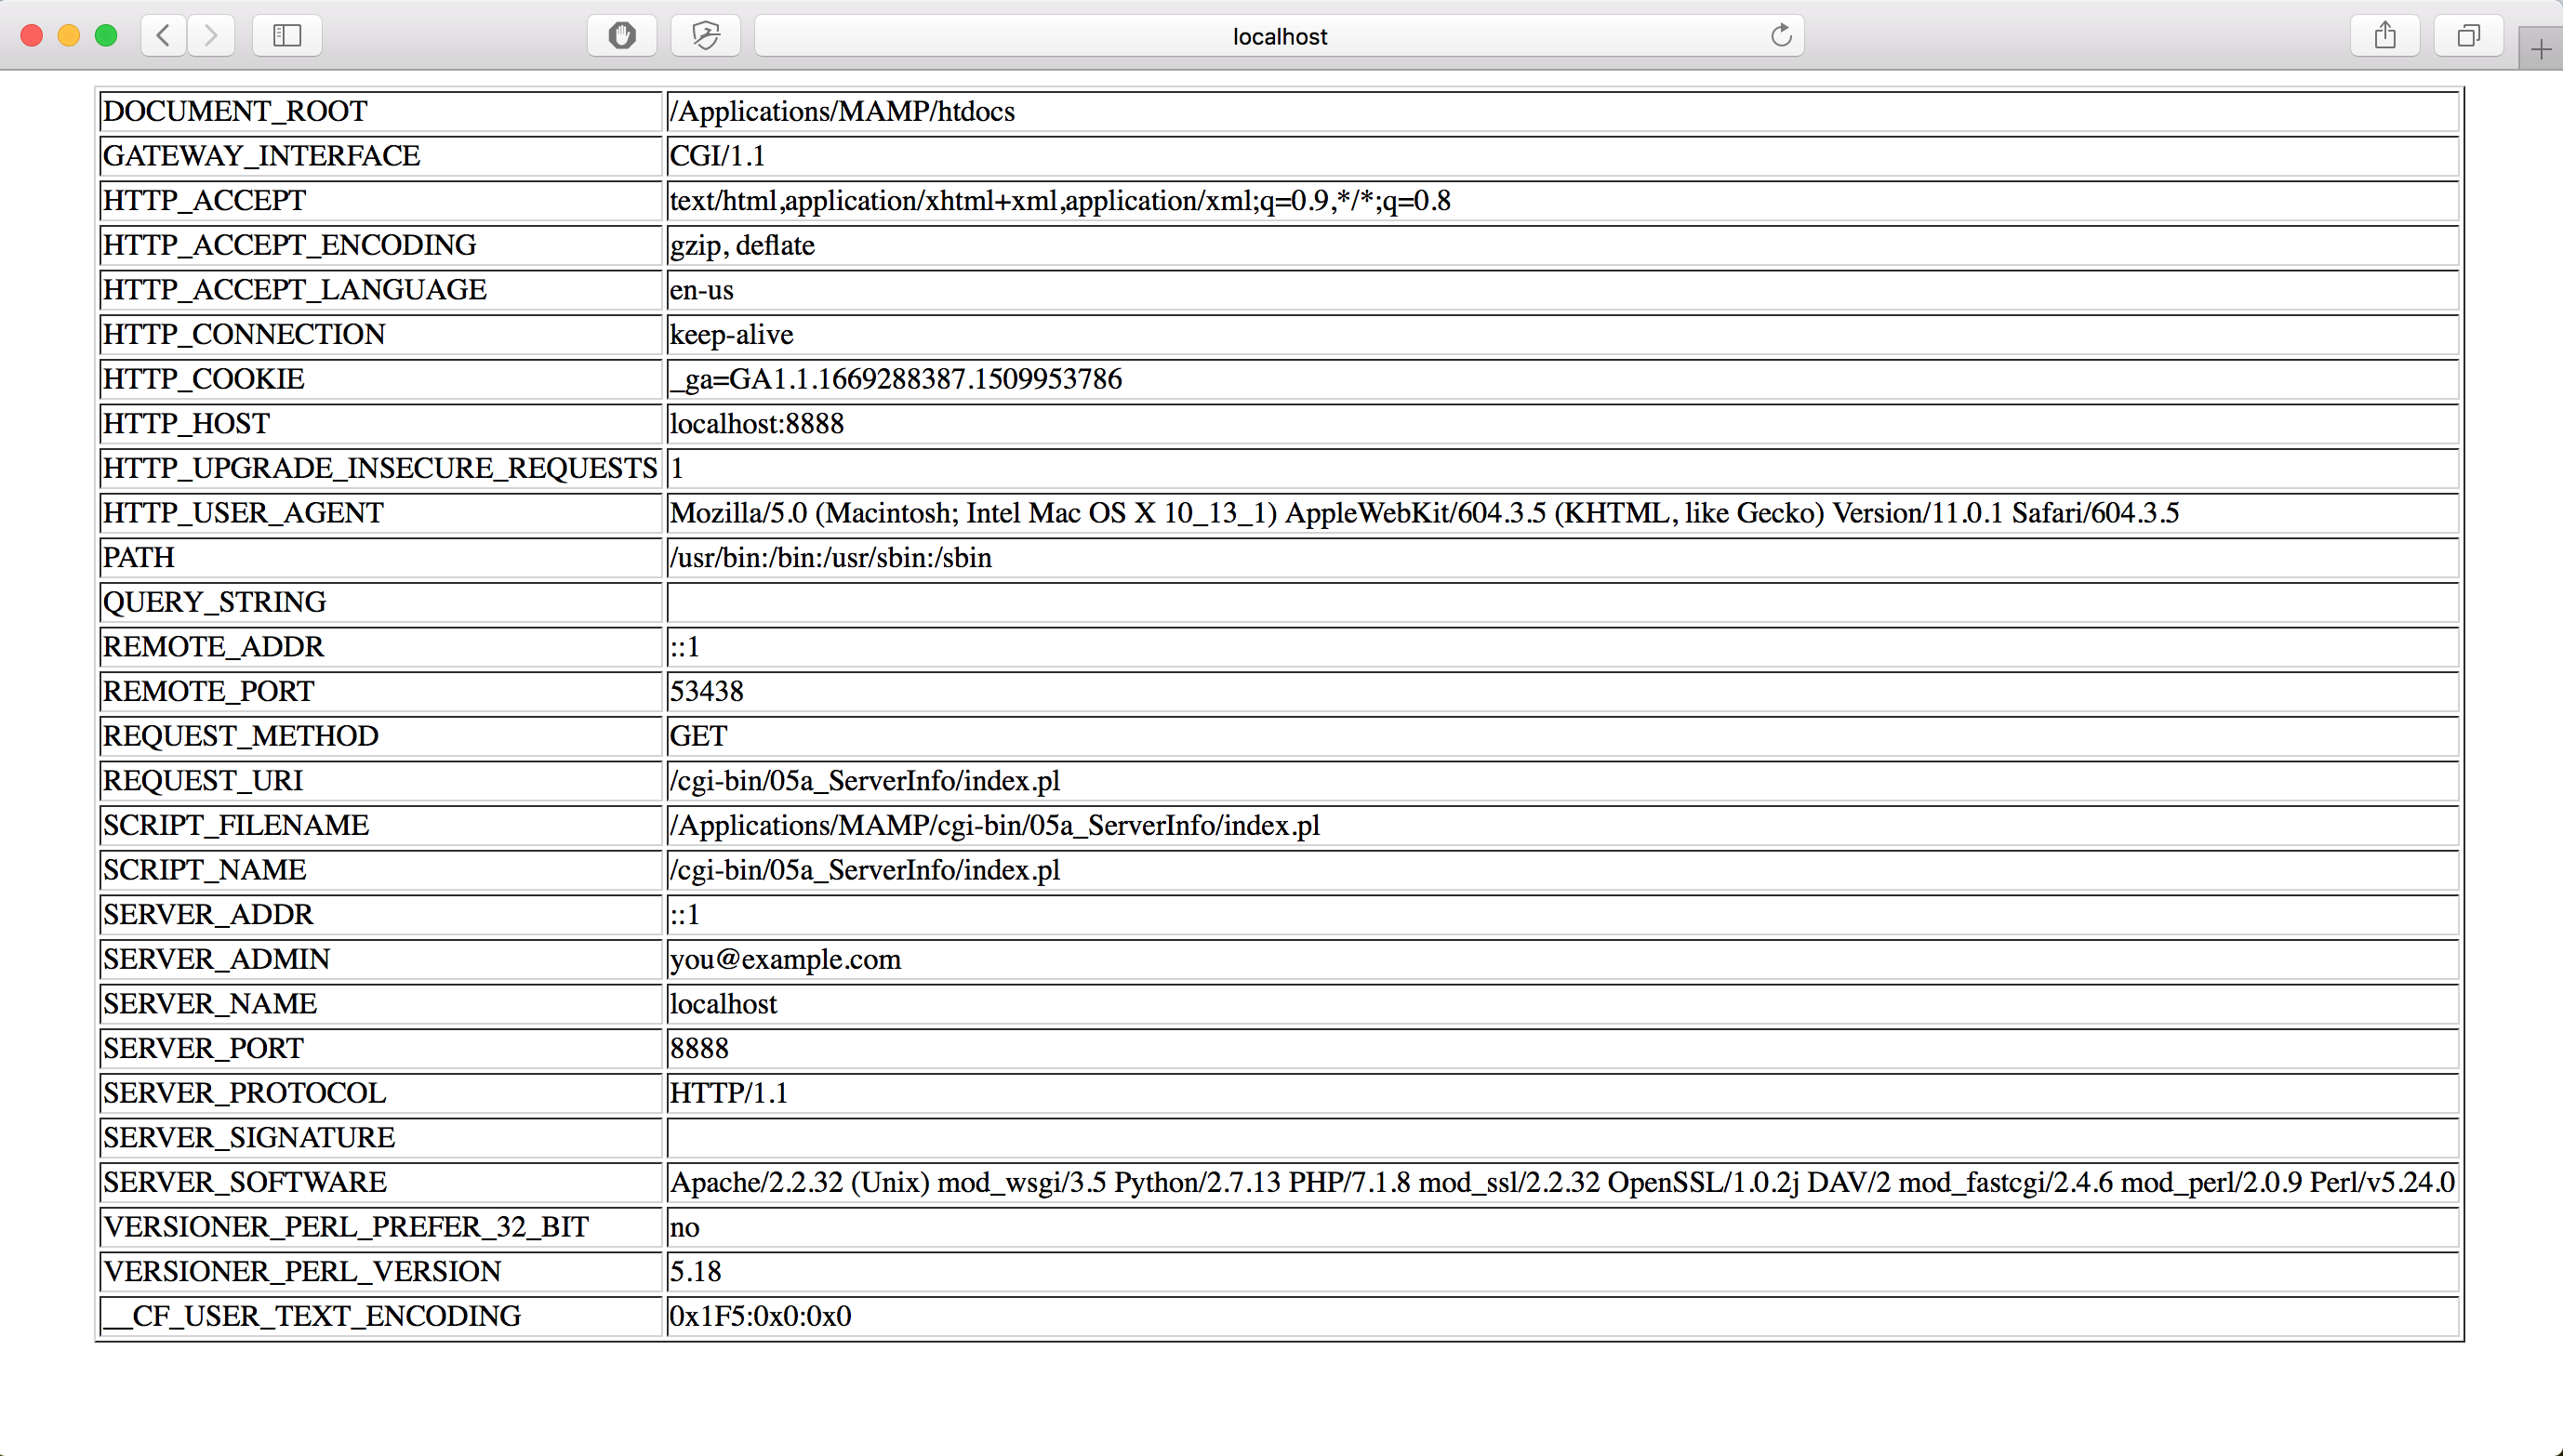 localhost
DOCUMENT_ROOT /Applications/MAMP/htdocs
GATEWAY_INTERFACE CGI/1.1
HTTP_ACCEPT text/html,application/xhtml+xml,application/xml;q=0.9,*/*;q=0.8
HTTP_ACCEPT_ENCODING gzip, deflate
HTTP_ACCEPT_LANGUAGE en-us
HTTP_CONNECTION keep-alive
HTTP_COOKIE _ga=GA1.1.1669288387.1509953786
HTTP_HOST localhost:8888
HTTP_UPGRADE_INSECURE_REQUESTS 1
HTTP_USER_AGENT Mozilla/5.0 (Macintosh; Intel Mac OS X 10_13_1) AppleWebKit/604.3.5 (KHTML, like Gecko) Version/11.0.1 Safari/604.3.5
PATH /usr/bin:/bin:/usr/sbin:/sbin
QUERY_STRING
REMOTE_ADDR ::1
REMOTE_PORT 53438
REQUEST_METHOD GET
REQUEST_URI /cgi-bin/05a_ServerInfo/index.pl
SCRIPT_FILENAME /Applications/MAMP/cgi-bin/05a_ServerInfo/index.pl
SCRIPT_NAME /cgi-bin/05a_ServerInfo/index.pl
SERVER_ADDR ::1
SERVER_ADMIN you@example.com
SERVER_NAME localhost
SERVER_PORT 8888
SERVER_PROTOCOL HTTP/1.1
SERVER_SIGNATURE
SERVER_SOFTWARE Apache/2.2.32 (Unix) mod_wsgi/3.5 Python/2.7.13 PHP/7.1.8 mod_ssl/2.2.32 OpenSSL/1.0.2j DAV/2 mod_fastcgi/2.4.6 mod_perl/2.0.9 Perl/v5.24.0
VERSIONER_PERL_PREFER_32_BIT no
VERSIONER_PERL_VERSION 5.18
__CF_USER_TEXT_ENCODING 0x1F5:0x0:0x0